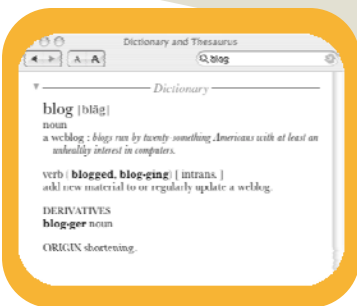 Dictionary and Thesaurus
A A
blog
Dictionary
blog |bläg|
noun
a weblog : blogs run by twenty-something Americans with at least an
unhealthy interest in computers.
verb ( blogged, blog·ging) [ intrans. ]
add new material to or regularly update a weblog.
DERIVATIVES
blog·ger noun
ORIGIN shortening.